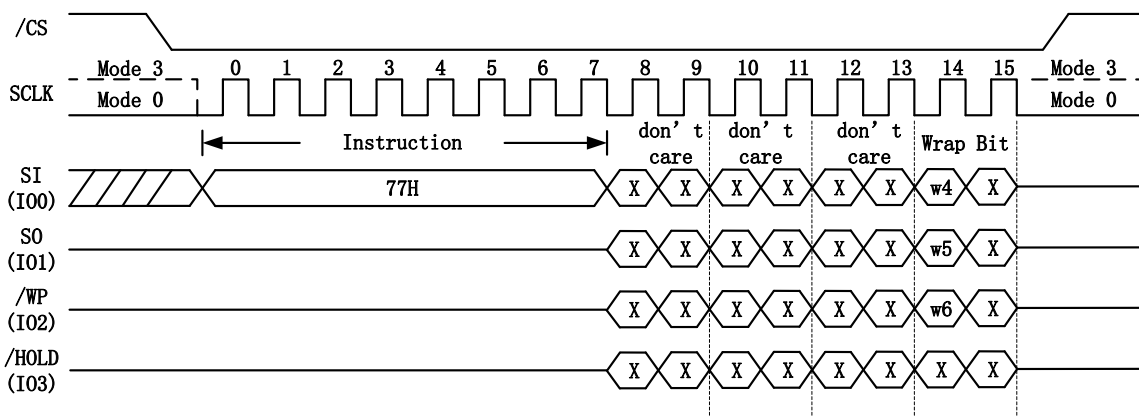 /CS
Mode 3 0 1 2 3 4 5 6 7 8 9 10 11 12 13 14 15 Mode 3
SCLK
Mode 0 Mode 0
Instruction don't care don't care don't care Wrap Bit
SI
(IO0)
77H X X X X X X w4 X
SO
(IO1)
X X X X X X w5 X
/WP
(IO2)
X X X X X X w6 X
/HOLD
(IO3)
X X X X X X X X